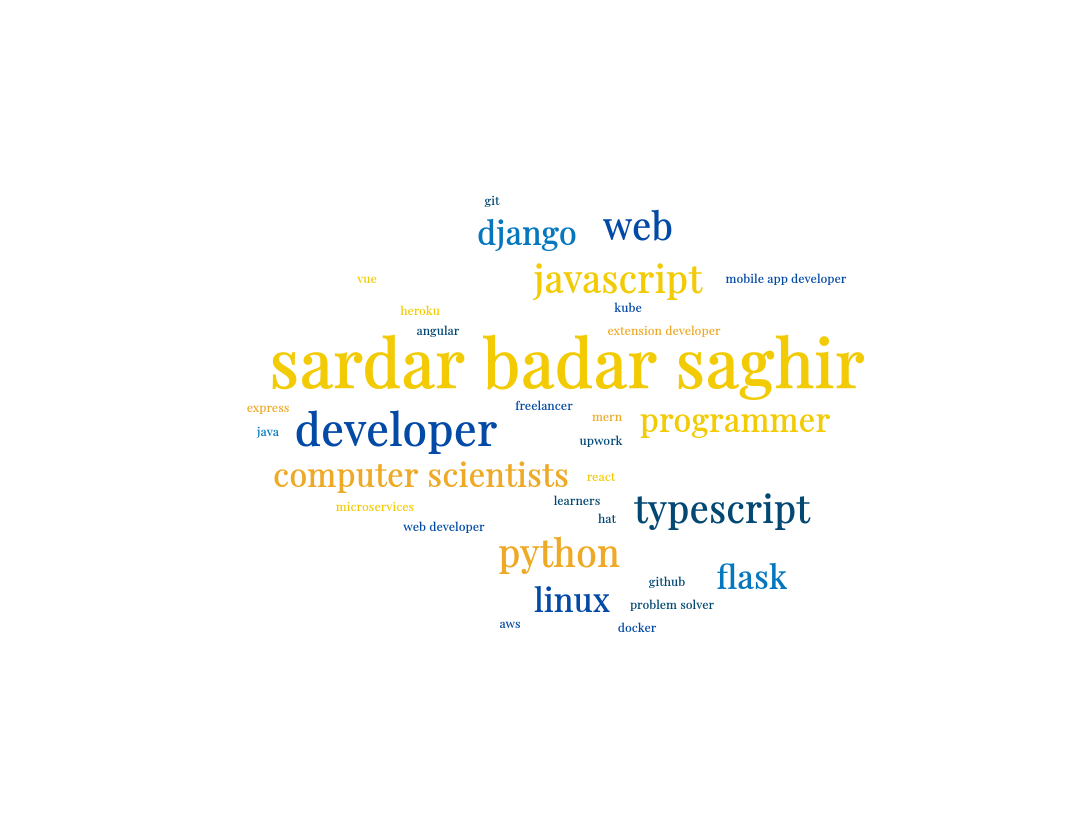 git
django web
vue javascript mobile app developer
heroku kube
angular extension developer
sardar badar saghir
express freelancer
java developer mern programmer
upwork
computer scientists react
microservices learners typescript
web developer hat
python
github flask
linux problem solver
aws docker